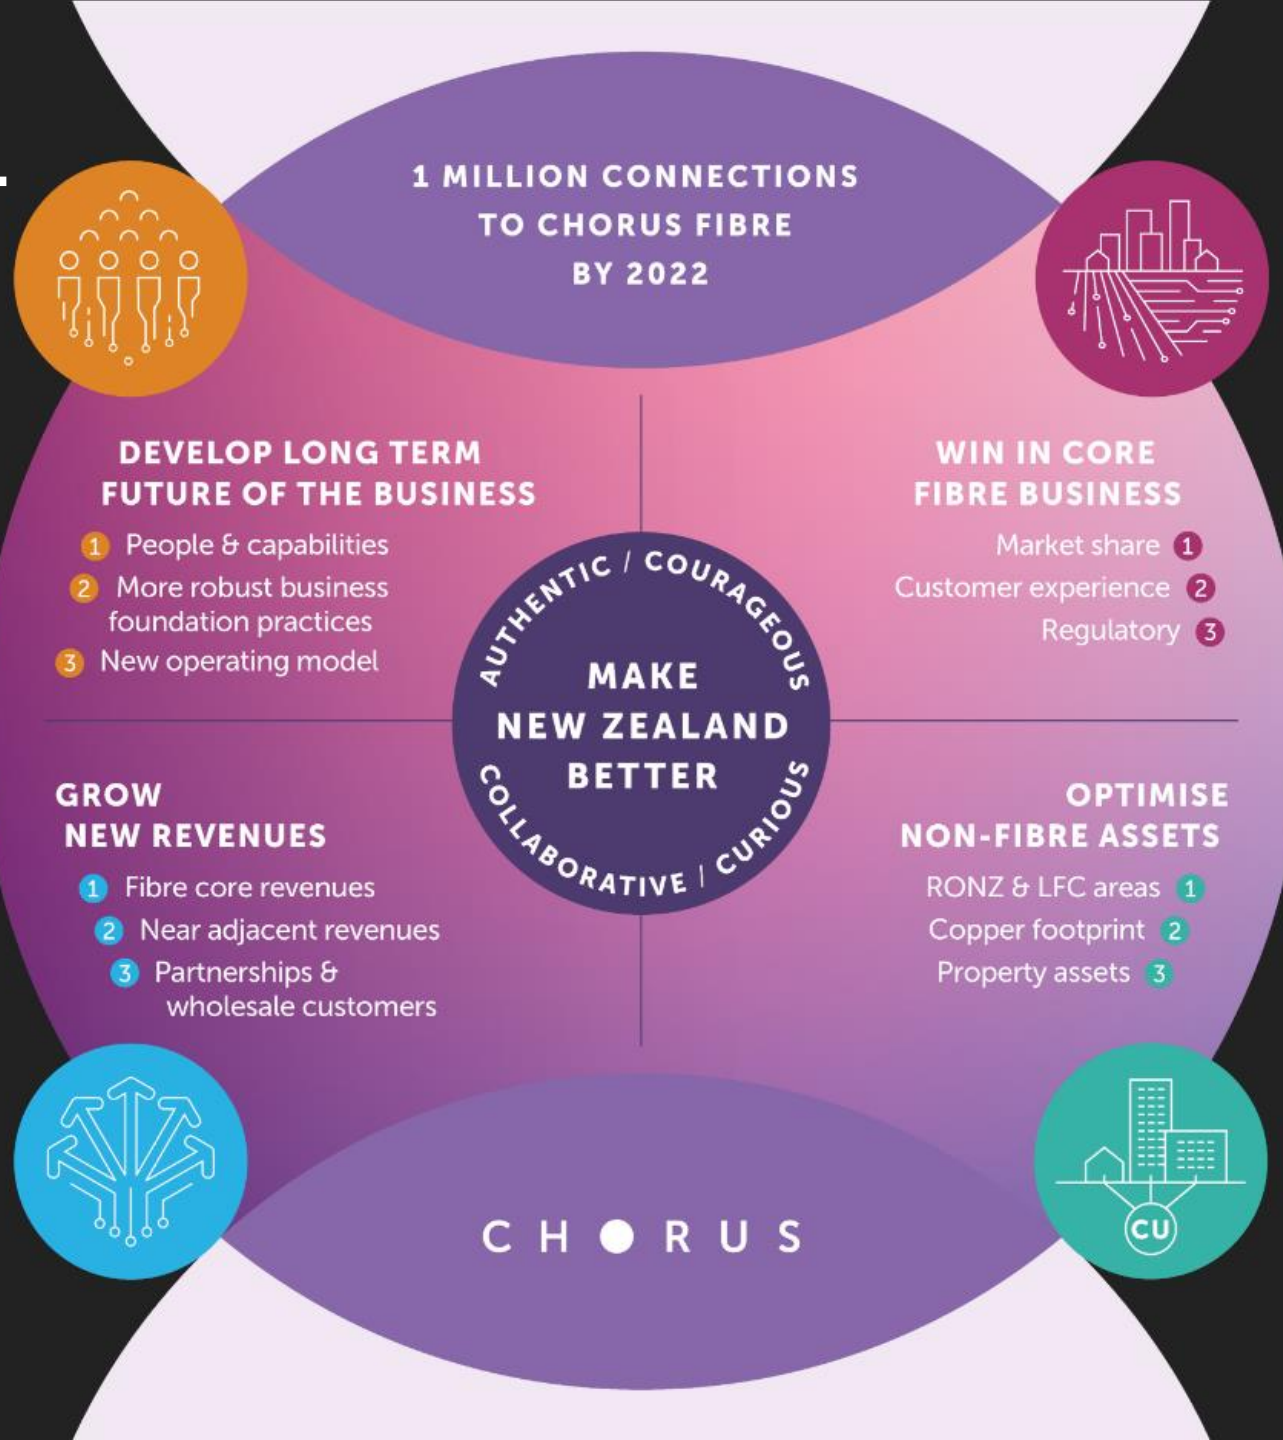 1 MILLION CONNECTIONS
TO CHORUS FIBRE
BY 2022
DEVELOP LONG TERM
FUTURE OF THE BUSINESS
1 People & capabilities
2 More robust business
foundation practices
3 New operating model
WIN IN CORE
FIBRE BUSINESS
Market share 1
Customer experience 2
Regulatory 3
AUTHENTIC / COURAGEOUS
MAKE
NEW ZEALAND
BETTER
COLLABORATIVE / CURIOUS
GROW
NEW REVENUES
1 Fibre core revenues
2 Near adjacent revenues
3 Partnerships &
wholesale customers
OPTIMISE
NON-FIBRE ASSETS
RONZ & LFC areas 1
Copper footprint 2
Property assets 3
CU
CHORUS